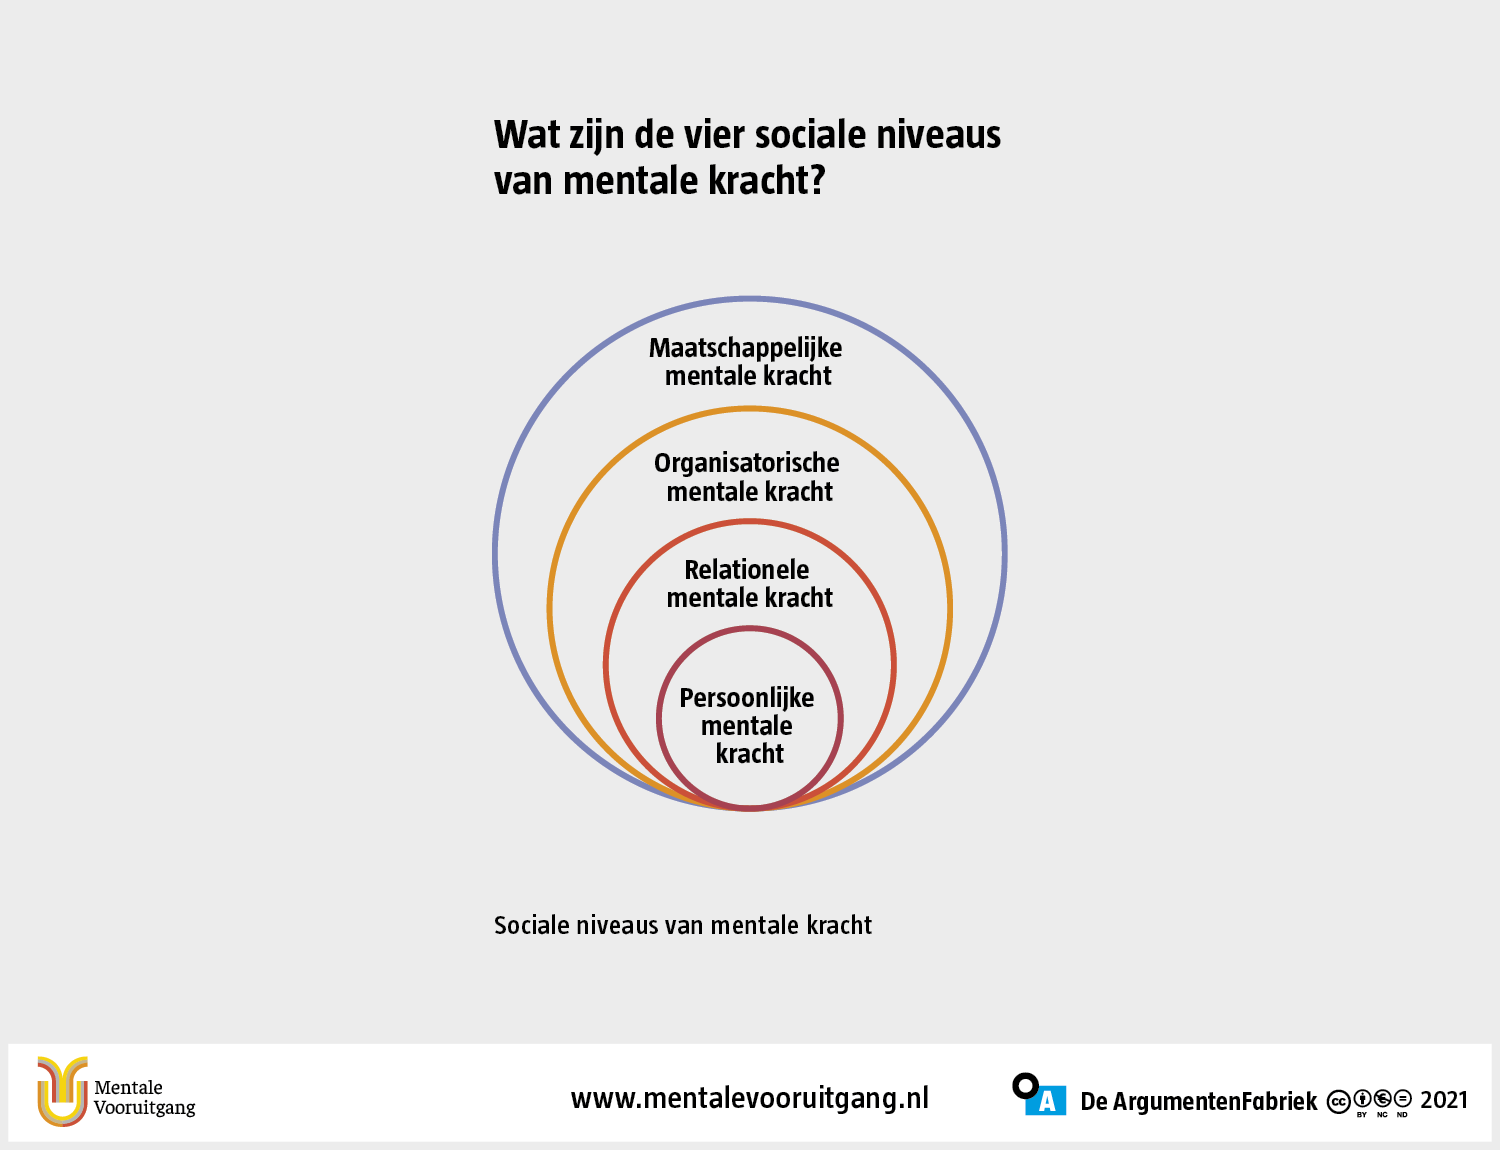 Wat zijn de vier sociale niveaus
van mentale kracht?
Maatschappelijke
mentale kracht
Organisatorische
mentale kracht
Relationele
mentale kracht
Persoonlijke
mentale
kracht
Sociale niveaus van mentale kracht
Mentale
Vooruitgang
www.mentalevooruitgang.nl
A De ArgumentenFabriek cc BY NC ND 2021